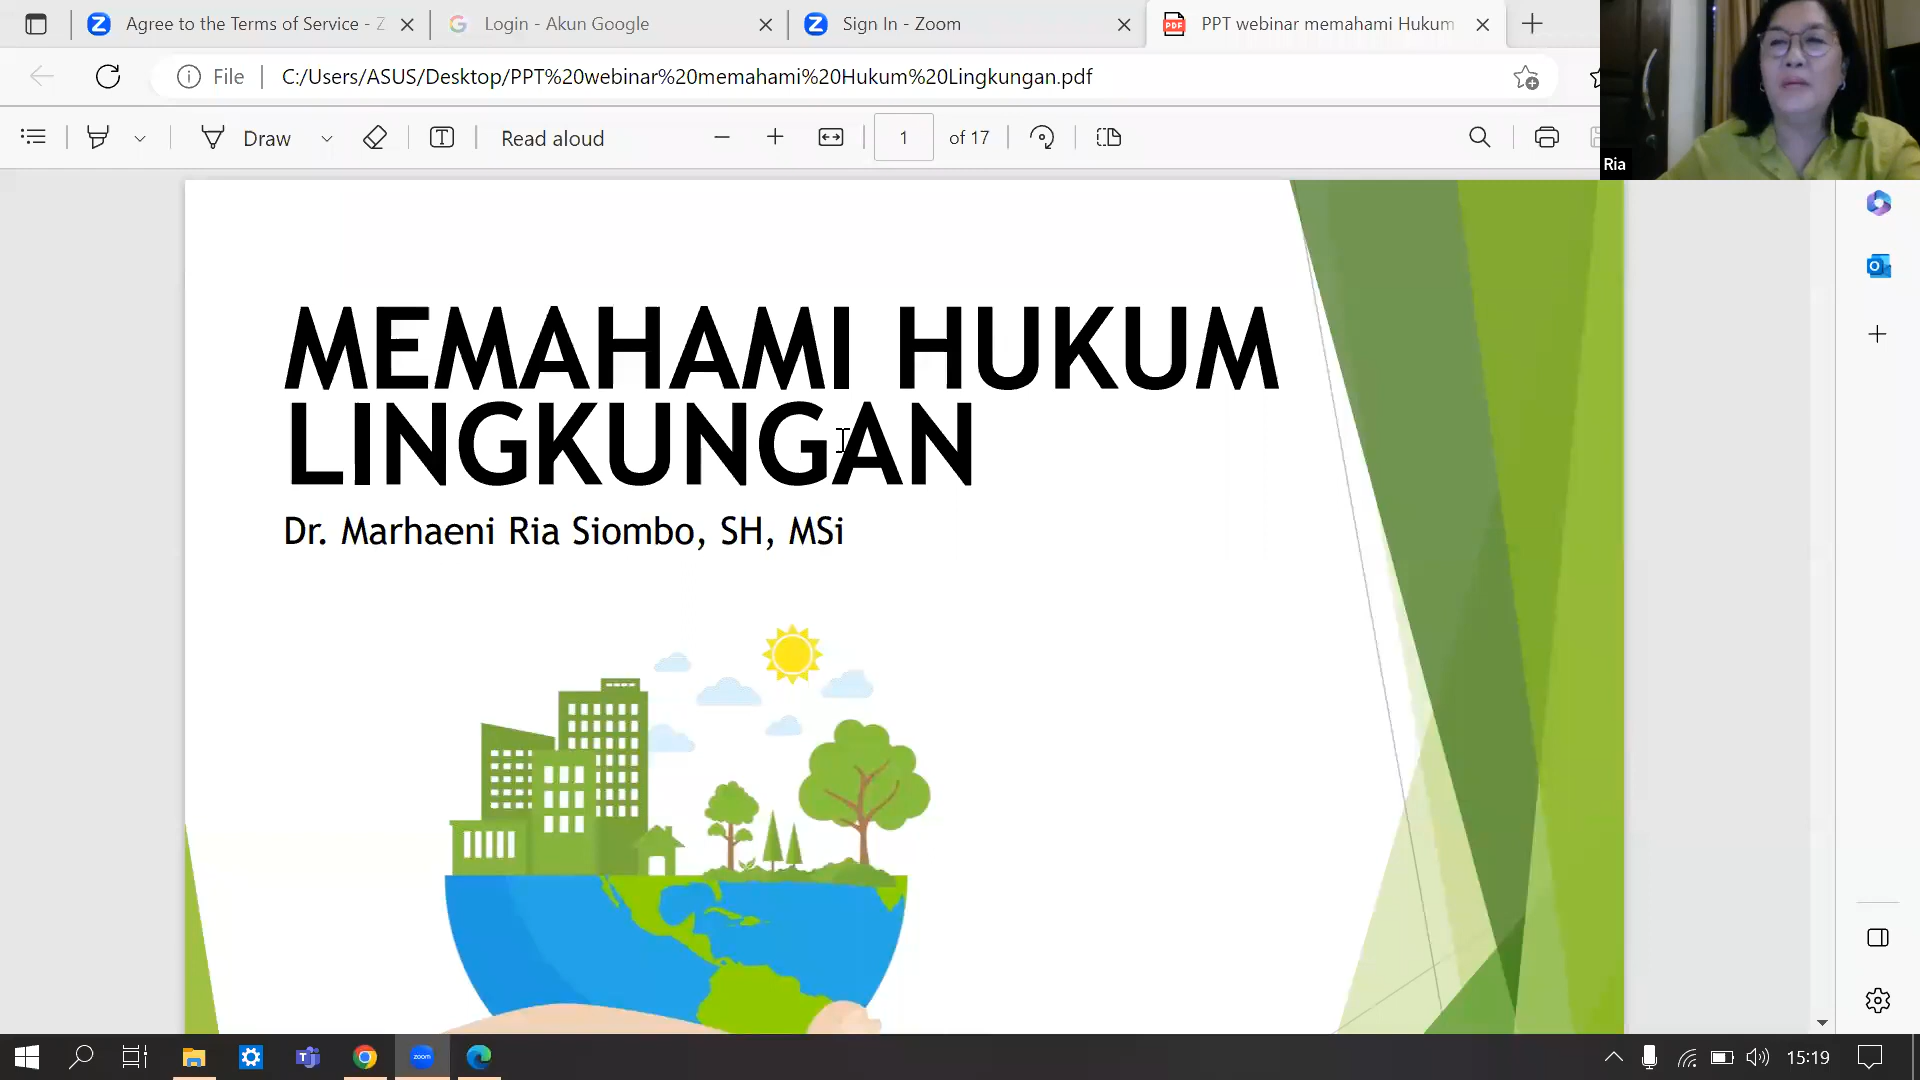 Agree to the Terms of Service - Z
Login - Akun Google
Sign In - Zoom
PPT webinar memahami Hukum
File
C:/Users/ASUS/Desktop/PPT%20webinar%20memahami%20Hukum%20Lingkungan.pdf
Draw
Read aloud
1
of 17
Ria
MEMAHAMI HUKUM
LINGKUNGAN
Dr. Marhaeni Ria Siombo, SH, MSi
zoom
15:19